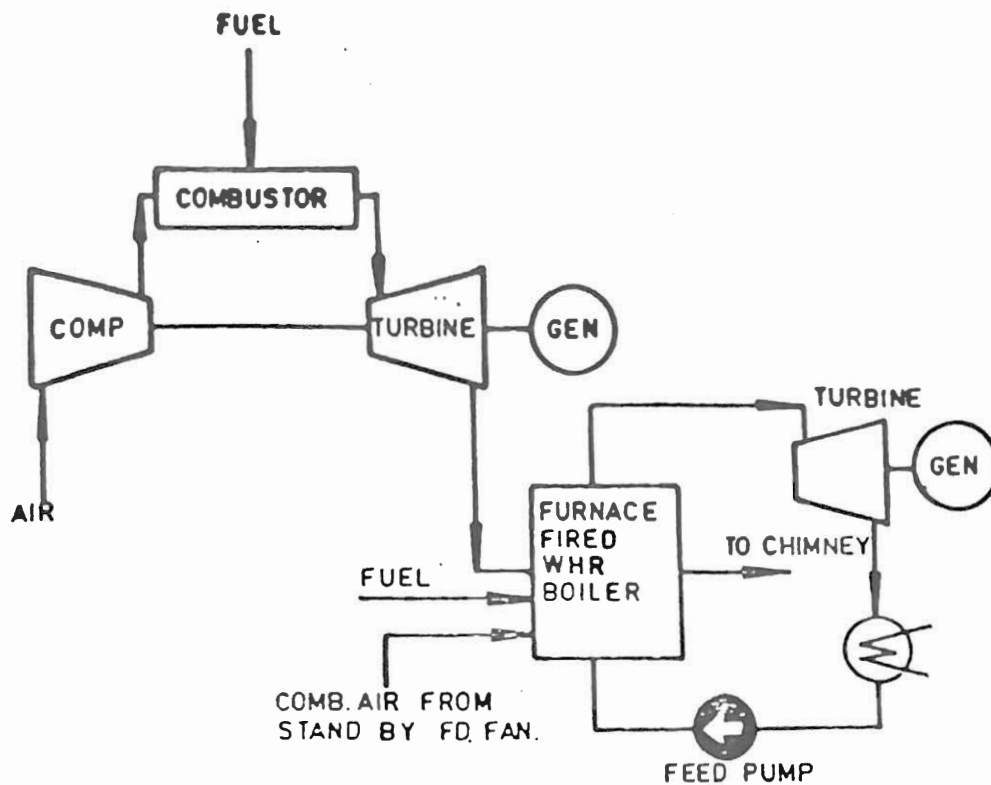 FUEL
COMBUSTOR
COMP
TURBINE
GEN
AIR
TURBINE
GEN
FURNACE
FIRED
WHR
BOILER
TO CHIMNEY
FUEL
COMB. AIR FROM
STAND BY FD. FAN.
FEED PUMP